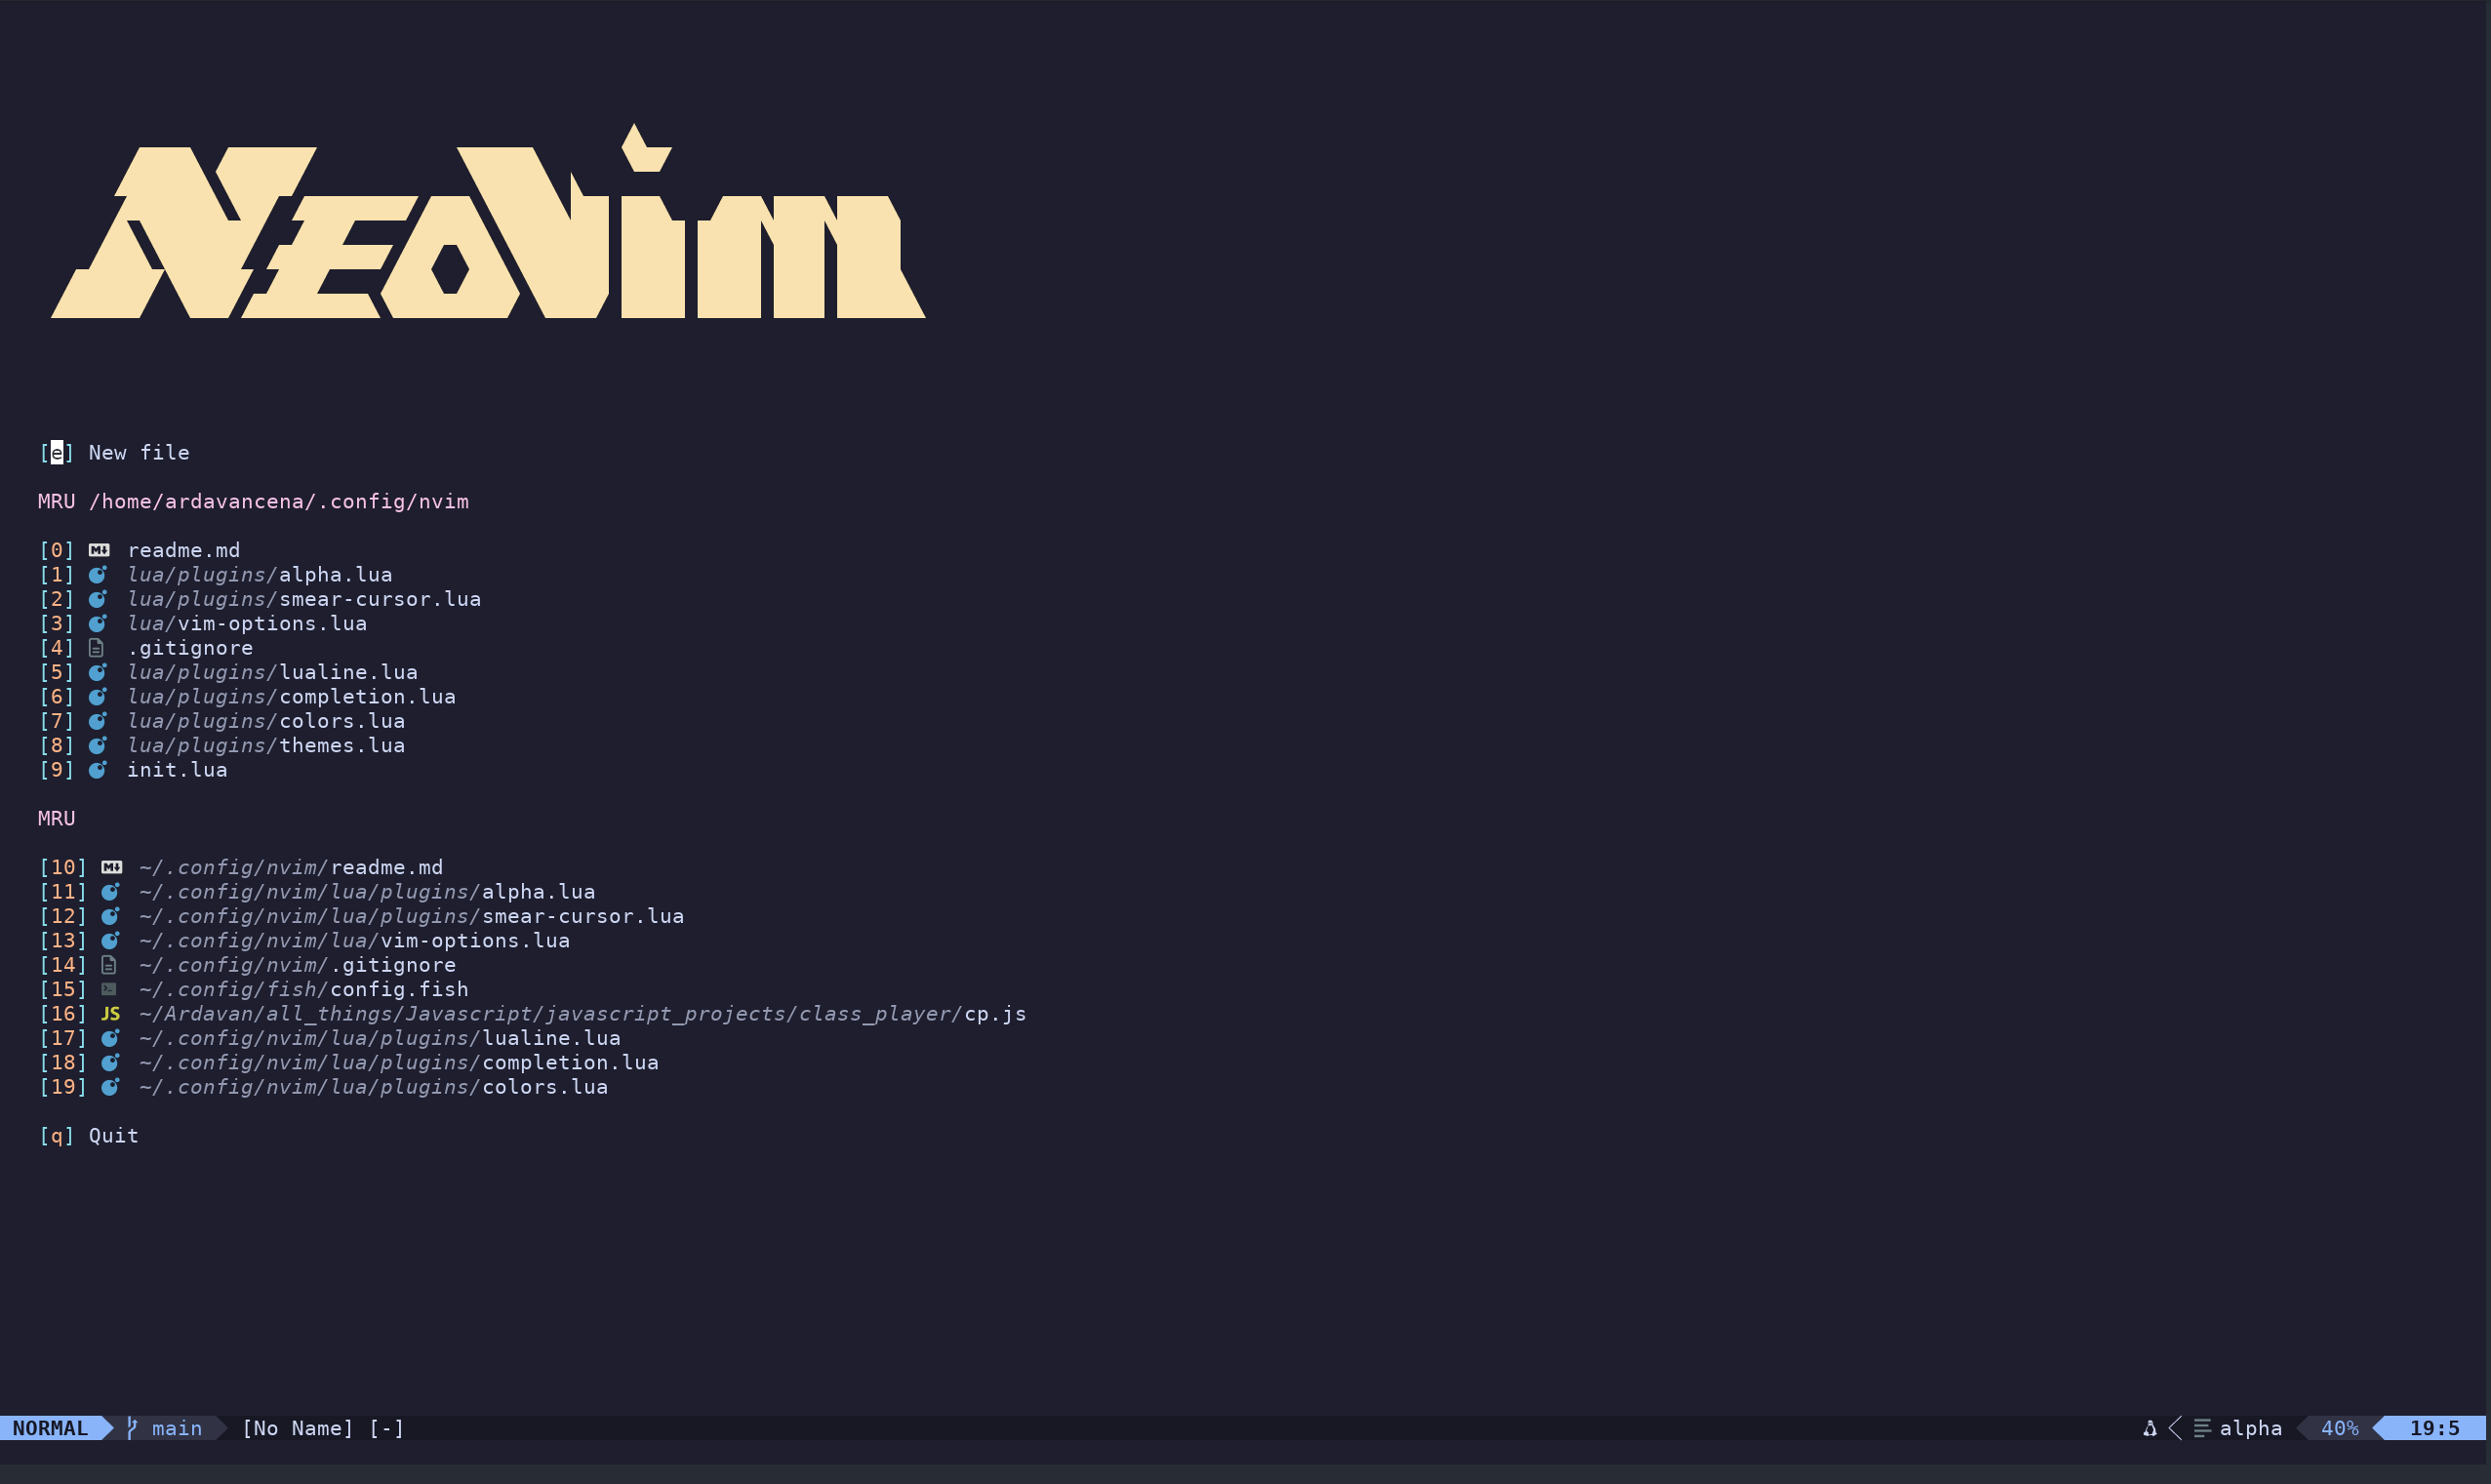 Neovim
[e] New file
MRU /home/ardavancena/.config/nvim
[0] readme.md
[1] lua/plugins/alpha.lua
[2] lua/plugins/smear-cursor.lua
[3] lua/vim-options.lua
[4] .gitignore
[5] lua/plugins/lualine.lua
[6] lua/plugins/completion.lua
[7] lua/plugins/colors.lua
[8] lua/plugins/themes.lua
[9] init.lua
MRU
[10] ~/.config/nvim/readme.md
[11] ~/.config/nvim/lua/plugins/alpha.lua
[12] ~/.config/nvim/lua/plugins/smear-cursor.lua
[13] ~/.config/nvim/lua/vim-options.lua
[14] ~/.config/nvim/.gitignore
[15] ~/.config/fish/config.fish
[16] JS ~/Ardavan/all_things/Javascript/javascript_projects/class_player/cp.js
[17] ~/.config/nvim/lua/plugins/lualine.lua
[18] ~/.config/nvim/lua/plugins/completion.lua
[19] ~/.config/nvim/lua/plugins/colors.lua
[q] Quit
NORMAL main [No Name] [-] alpha 40% 19:5